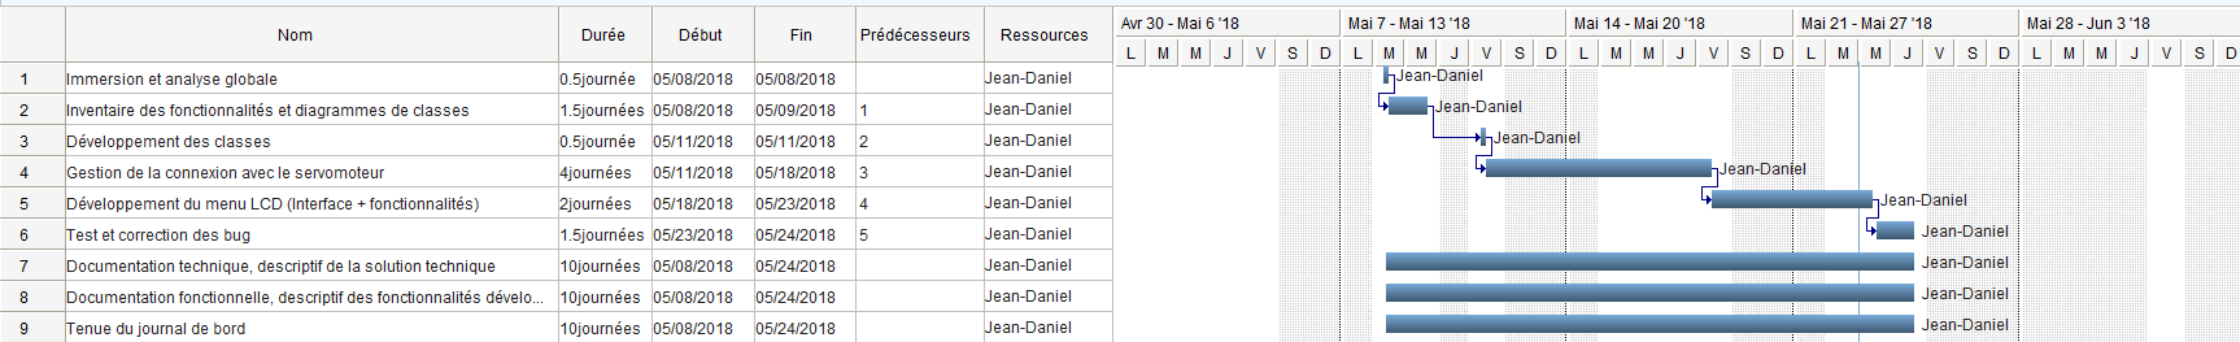 Nom Durée Début Fin Prédécesseurs Ressources
Avr 30 - Mai 6 '18 Mai 7 - Mai 13 '18 Mai 14 - Mai 20 '18 Mai 21 - Mai 27 '18 Mai 28 - Jun 3 '18
L M M J V S D L M M J V S D L M M J V S D L M M J V S D L M M J V S D
1 Immersion et analyse globale 0.5journée 05/08/2018 05/08/2018 Jean-Daniel Jean-Daniel
2 Inventaire des fonctionnalités et diagrammes de classes 1.5journées 05/08/2018 05/09/2018 1 Jean-Daniel Jean-Daniel
3 Développement des classes 0.5journée 05/11/2018 05/11/2018 2 Jean-Daniel Jean-Daniel
4 Gestion de la connexion avec le servomoteur 4journées 05/11/2018 05/18/2018 3 Jean-Daniel Jean-Daniel
5 Développement du menu LCD (Interface + fonctionnalités) 2journées 05/18/2018 05/23/2018 4 Jean-Daniel Jean-Daniel
6 Test et correction des bug 1.5journées 05/23/2018 05/24/2018 5 Jean-Daniel Jean-Daniel
7 Documentation technique, descriptif de la solution technique 10journées 05/08/2018 05/24/2018 Jean-Daniel Jean-Daniel
8 Documentation fonctionnelle, descriptif des fonctionnalités dévelo... 10journées 05/08/2018 05/24/2018 Jean-Daniel Jean-Daniel
9 Tenue du journal de bord 10journées 05/08/2018 05/24/2018 Jean-Daniel Jean-Daniel